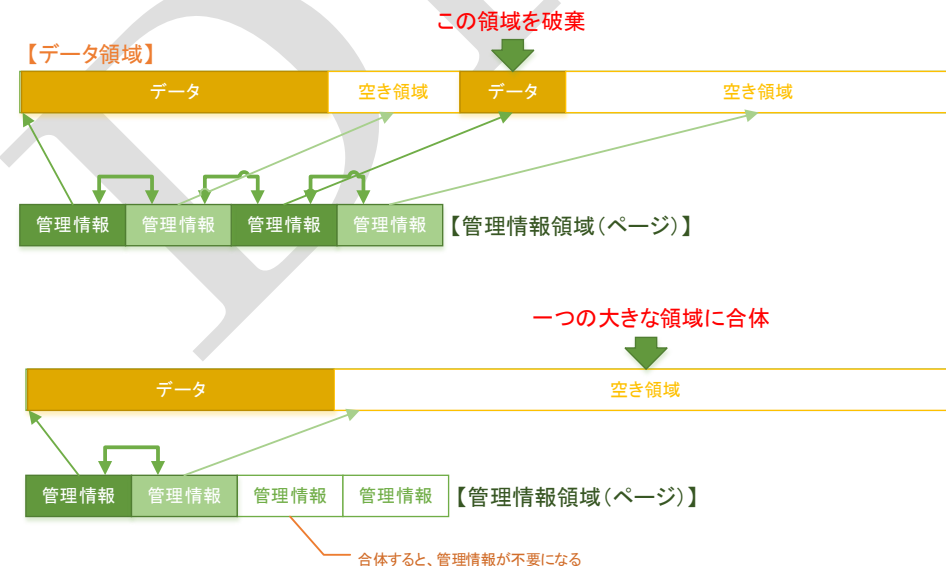 この領域を破棄
【データ領域】
データ
空き領域
データ
空き領域
管理情報
管理情報
管理情報
管理情報
【管理情報領域(ページ)】
一つの大きな領域に合体
データ
空き領域
管理情報
管理情報
管理情報
管理情報
【管理情報領域(ページ)】
合体すると、管理情報が不要になる